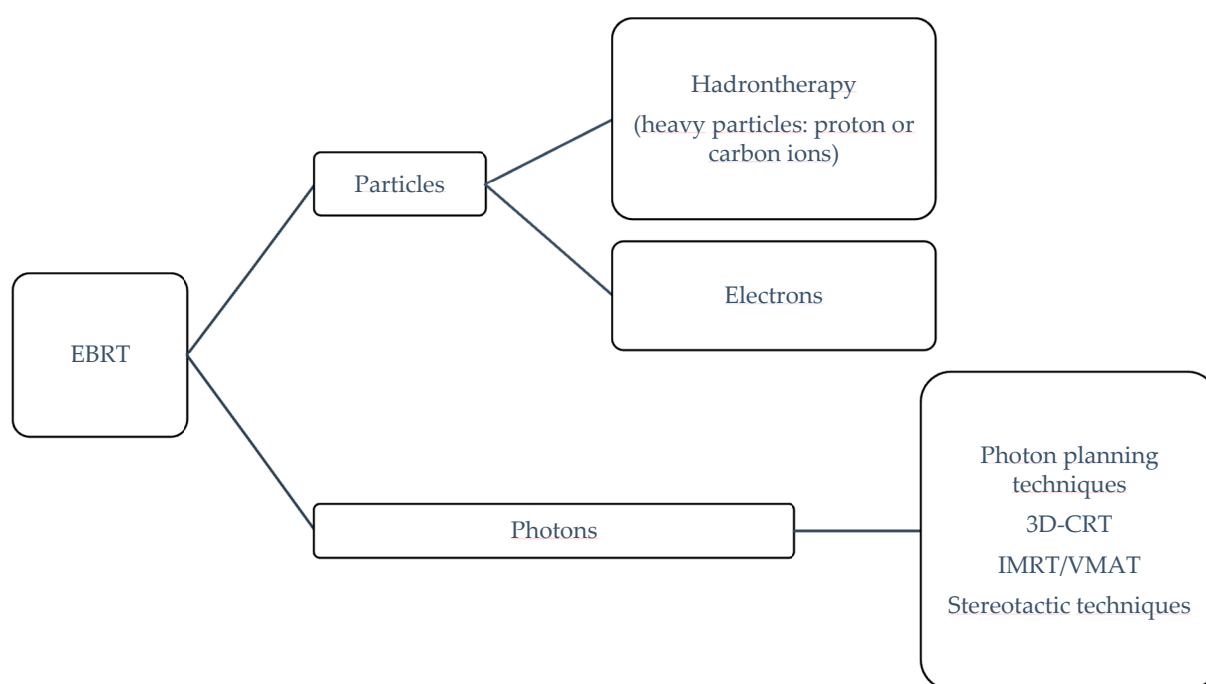 EBRT
Particles
Hadrontherapy
(heavy particles: proton or
carbon ions)
Electrons
Photons
Photon planning
techniques
3D-CRT
IMRT/VMAT
Stereotactic techniques